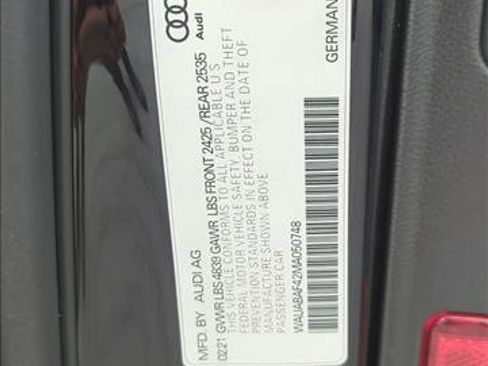 Audi
GERMAN
MFD BY AUDI AG
02.21 GVWR LBS 4839 GAWR LBS FRONT 2425 / REAR 2535
THIS VEHICLE CONFORMS TO ALL APPLICABLE U S
FEDERAL MOTOR VEHICLE SAFETY, BUMPER AND THEFT
PREVENTION STANDARDS IN EFFECT ON THE DATE OF
MANUFACTURE SHOWN ABOVE
PASSENGER CAR
WAUABAF42MA050748